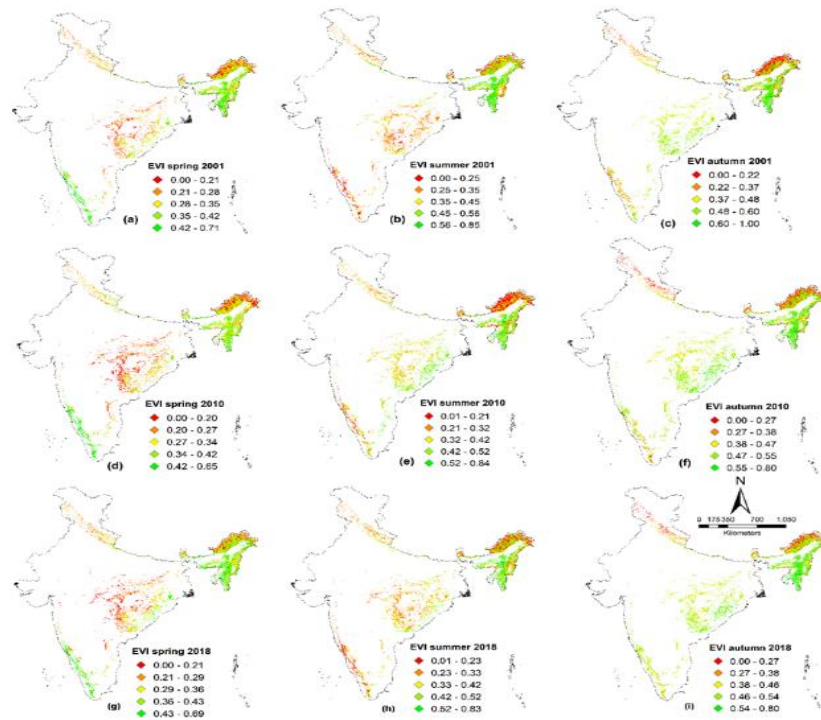 EVI spring 2001
0.00 - 0.21
0.21 - 0.28
0.28 - 0.35
0.35 - 0.42
0.42 - 0.71
(a)
EVI summer 2001
0.00 - 0.25
0.25 - 0.35
0.35 - 0.45
0.45 - 0.56
0.56 - 0.85
(b)
EVI autumn 2001
0.00 - 0.22
0.22 - 0.37
0.37 - 0.48
0.48 - 0.60
0.60 - 1.00
(c)
EVI spring 2010
0.00 - 0.20
0.20 - 0.27
0.27 - 0.34
0.34 - 0.42
0.42 - 0.65
(d)
EVI summer 2010
0.01 - 0.21
0.21 - 0.32
0.32 - 0.42
0.42 - 0.52
0.52 - 0.84
(e)
EVI autumn 2010
0.00 - 0.27
0.27 - 0.38
0.38 - 0.47
0.47 - 0.55
0.55 - 0.80
(f)
N
0 175 350 700 1,050
Kilometers
EVI spring 2018
0.00 - 0.21
0.21 - 0.29
0.29 - 0.36
0.36 - 0.43
0.43 - 0.69
(g)
EVI summer 2018
0.01 - 0.23
0.23 - 0.33
0.33 - 0.42
0.42 - 0.52
0.52 - 0.83
(h)
EVI autumn 2018
0.00 - 0.27
0.27 - 0.38
0.38 - 0.46
0.46 - 0.54
0.54 - 0.80
(i)